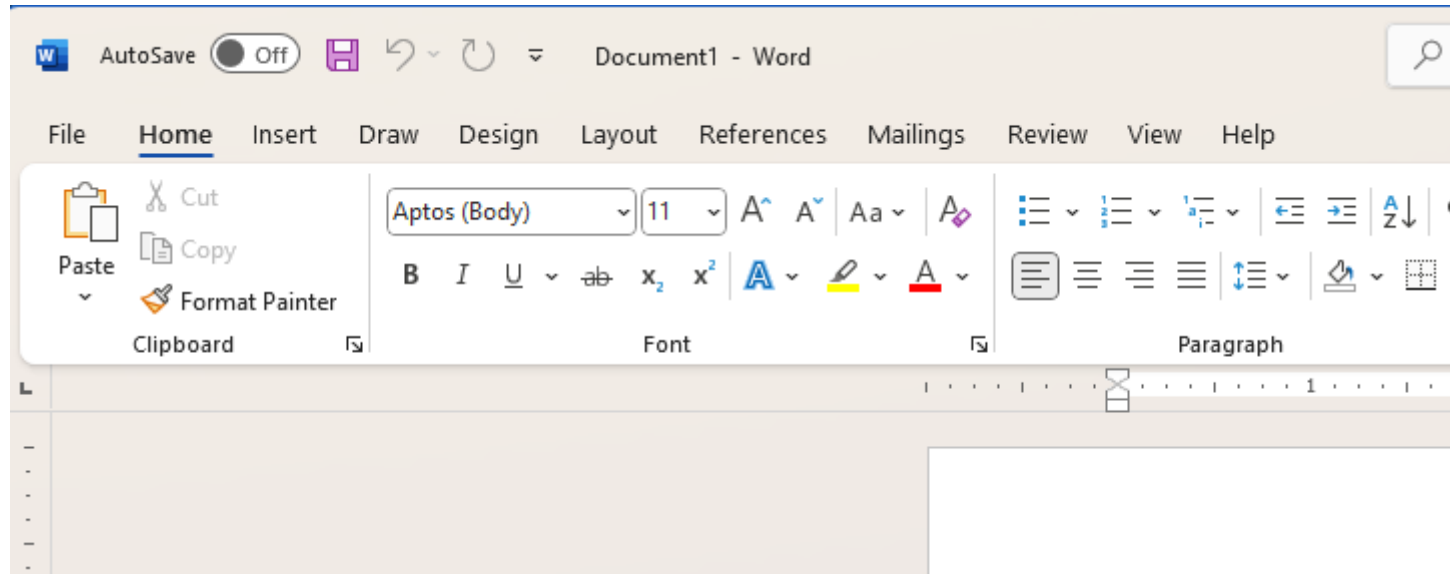 AutoSave Off Document1 - Word
File Home Insert Draw Design Layout References Mailings Review View Help
Paste
Cut
Copy
Format Painter
Clipboard
Aptos (Body) 11 A A Aa A
B I U ab x₂ x² A A
Font
A Z
Paragraph
1